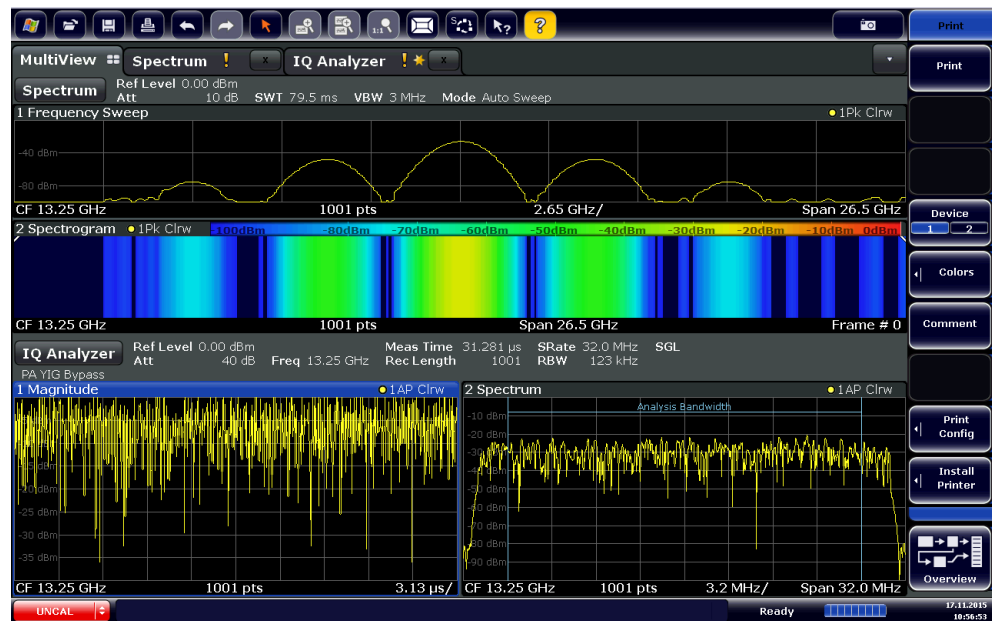 1:1
S
?
?
Print
MultiView
Spectrum !
x
IQ Analyzer !
x
Print
Spectrum
Ref Level 0.00 dBm
Att 10 dB SWT 79.5 ms VBW 3 MHz Mode Auto Sweep
1 Frequency Sweep
1Pk Clrw
-40 dBm
-80 dBm
CF 13.25 GHz 1001 pts 2.65 GHz/ Span 26.5 GHz
Device
1 2
2 Spectrogram 1Pk Clrw -100dBm -80dBm -70dBm -60dBm -50dBm -40dBm -30dBm -20dBm -10dBm 0dBm
Colors
CF 13.25 GHz 1001 pts Span 26.5 GHz Frame # 0
Comment
IQ Analyzer
Ref Level 0.00 dBm Meas Time 31.281 µs SRate 32.0 MHz SGL
Att 40 dB Freq 13.25 GHz Rec Length 1001 RBW 123 kHz
PA YIG Bypass
1 Magnitude 1AP Clrw
2 Spectrum 1AP Clrw
Analysis Bandwidth
-10 dBm
-20 dBm
-25 dBm
-30 dBm
-35 dBm
-90 dBm
Print
Config
Install
Printer
CF 13.25 GHz 1001 pts 3.13 µs/
CF 13.25 GHz 1001 pts 3.2 MHz/ Span 32.0 MHz
Overview
UNCAL
Ready
17.11.2015
10:56:53